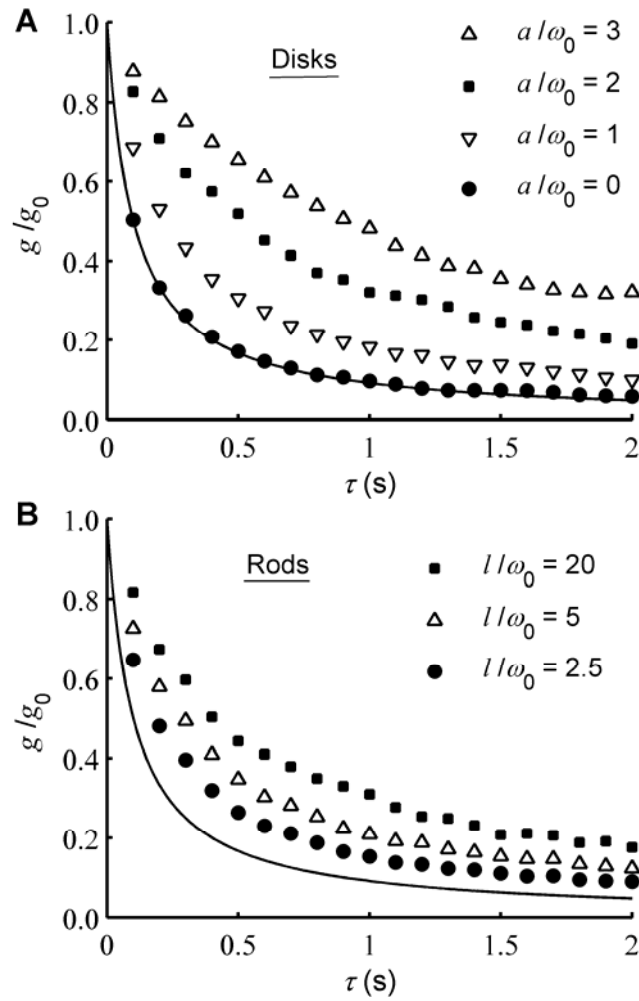 A
Disks
a/ω₀ = 3
a/ω₀ = 2
a/ω₀ = 1
a/ω₀ = 0
g/g₀
1.0
0.8
0.6
0.4
0.2
0.0
0 0.5 1 1.5 2
τ (s)
B
Rods
l/ω₀ = 20
l/ω₀ = 5
l/ω₀ = 2.5
g/g₀
1.0
0.8
0.6
0.4
0.2
0.0
0 0.5 1 1.5 2
τ (s)